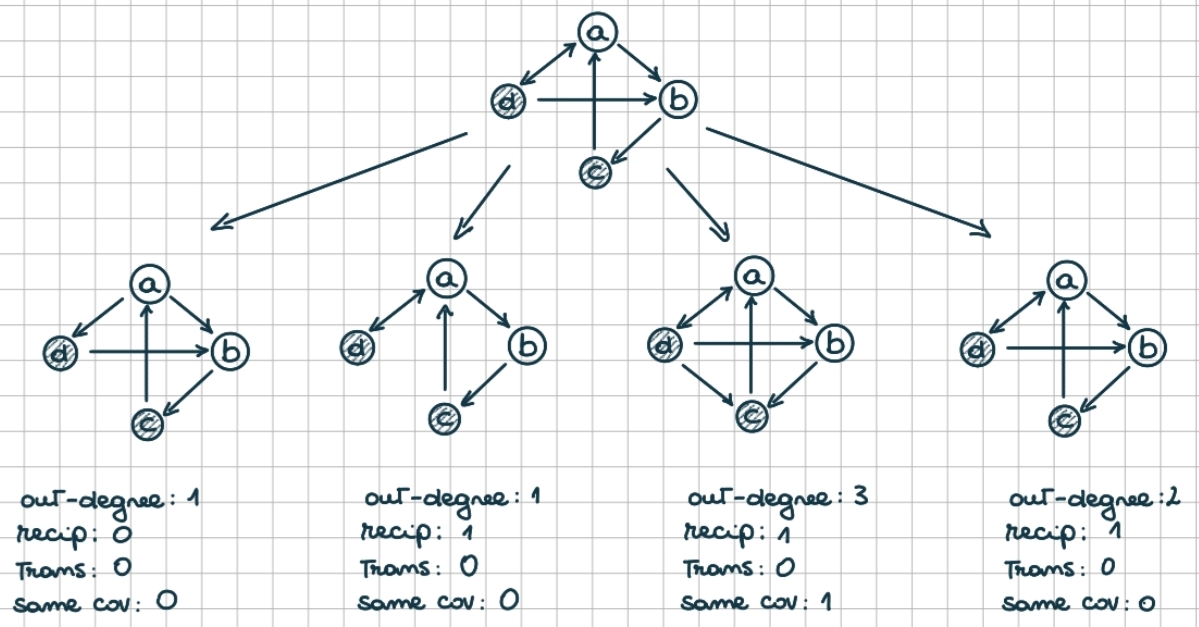 a
d
b
c
a
d
b
c
a
d
b
c
a
d
b
c
a
d
b
c
out-degree: 1
recip: 0
Trans: 0
same cov: 0
out-degree: 1
recip: 1
Trans: 0
same cov: 0
out-degree: 3
recip: 1
Trans: 0
same cov: 1
out-degree: 2
recip: 1
Trans: 0
same cov: 0